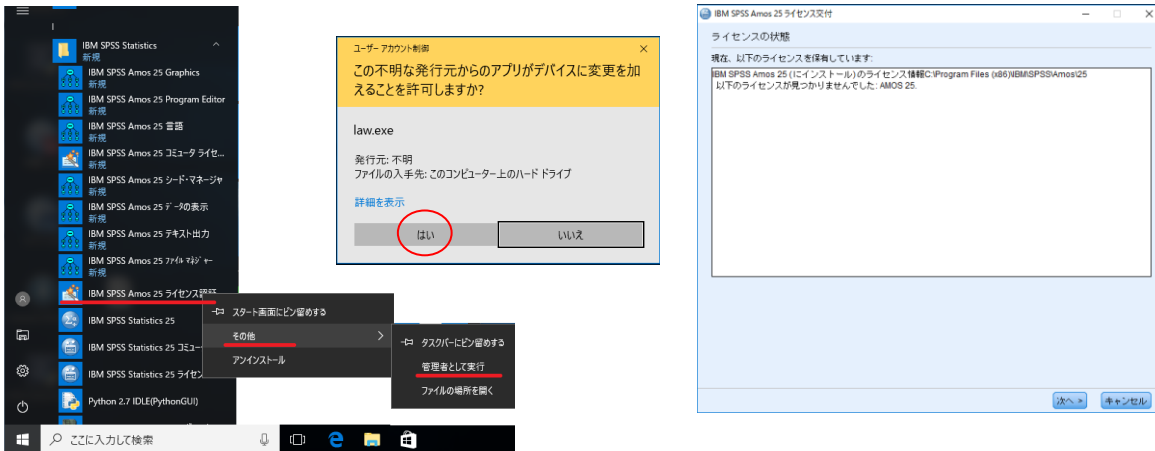 I
IBM SPSS Statistics
新規
IBM SPSS Amos 25 Graphics
新規
IBM SPSS Amos 25 Program Editor
新規
IBM SPSS Amos 25 言語
新規
IBM SPSS Amos 25 コミュータ ライセ...
新規
IBM SPSS Amos 25 シード・マネージャ
新規
IBM SPSS Amos 25 データの表示
新規
IBM SPSS Amos 25 テキスト出力
新規
IBM SPSS Amos 25 ファイル マネジャー
新規
IBM SPSS Amos 25 ライセンス認証
IBM SPSS Statistics 25
IBM SPSS Statistics 25 コミュ
IBM SPSS Statistics 25 ライセン
Python 2.7 IDLE(PythonGUI)
ここに入力して検索
スタート画面にピン留めする
その他
アンインストール
タスクバーにピン留めする
管理者として実行
ファイルの場所を開く
ユーザー アカウント制御
この不明な発行元からのアプリがデバイスに変更を加
えることを許可しますか?
law.exe
発行元: 不明
ファイルの入手先: このコンピューター上のハード ドライブ
詳細を表示
はい
いいえ
IBM SPSS Amos 25 ライセンス交付
ライセンスの状態
現在、以下のライセンスを保有しています:
IBM SPSS Amos 25 (にインストール)のライセンス情報C:\Program Files (x86)\IBM\SPSS\Amos\25
以下のライセンスが見つかりませんでした: AMOS 25.
次へ >
キャンセル